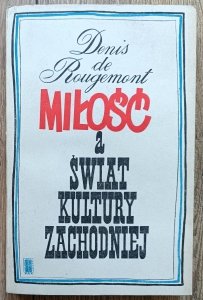 Denis
de
Rougemont
MIŁOŚĆ
a
ŚWIAT
KULTURY
ZACHODNIEJ